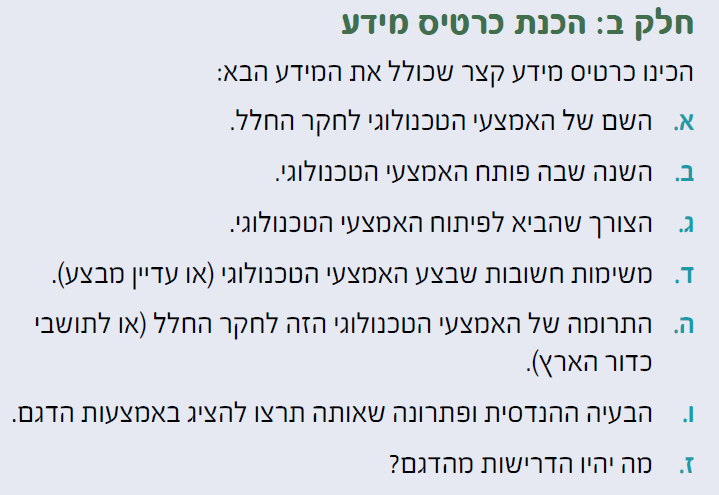 חלק ב: הכנת כרטיס מידע
הכינו כרטיס מידע קצר שכולל את המידע הבא:
א. השם של האמצעי הטכנולוגי לחקר החלל.
ב. השנה שבה פותח האמצעי הטכנולוגי.
ג. הצורך שהביא לפיתוח האמצעי הטכנולוגי.
ד. משימות חשובות שבצע האמצעי הטכנולוגי (או עדיין מבצע).
ה. התרומה של האמצעי הטכנולוגי הזה לחקר החלל (או לתושבי
כדור הארץ).
ו. הבעיה ההנדסית ופתרונה שאותה תרצו להציג באמצעות הדגם.
ז. מה יהיו הדרישות מהדגם?